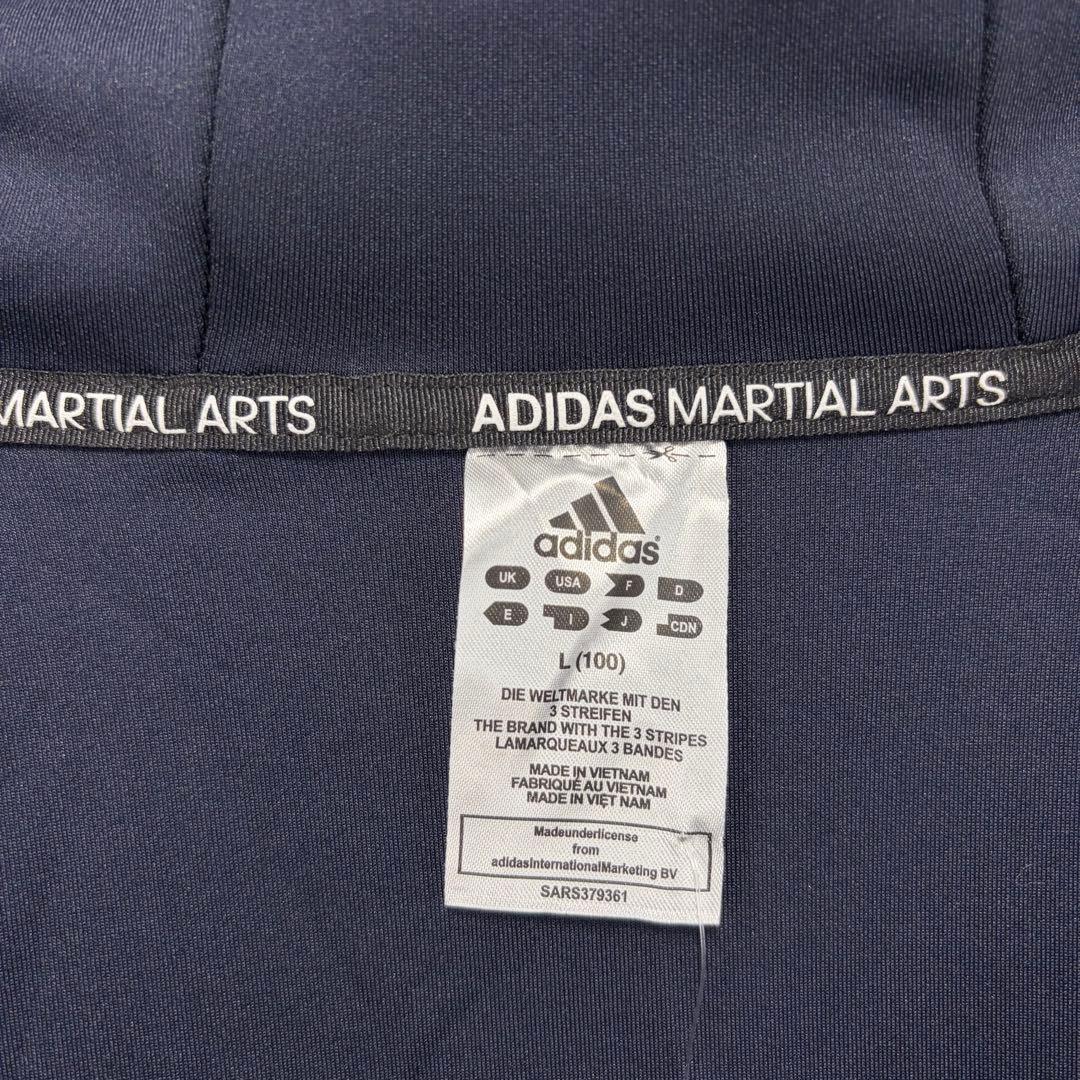 MARTIAL ARTS ADIDAS MARTIAL ARTS
adidas®
UK USA F D
E I J CDN
L (100)
DIE WELTMARKE MIT DEN
3 STREIFEN
THE BRAND WITH THE 3 STRIPES
LAMARQUEAUX 3 BANDES
MADE IN VIETNAM
FABRIQUÉ AU VIETNAM
MADE IN VIỆT NAM
Madeunderlicense
from
adidasInternationalMarketing BV
SARS379361